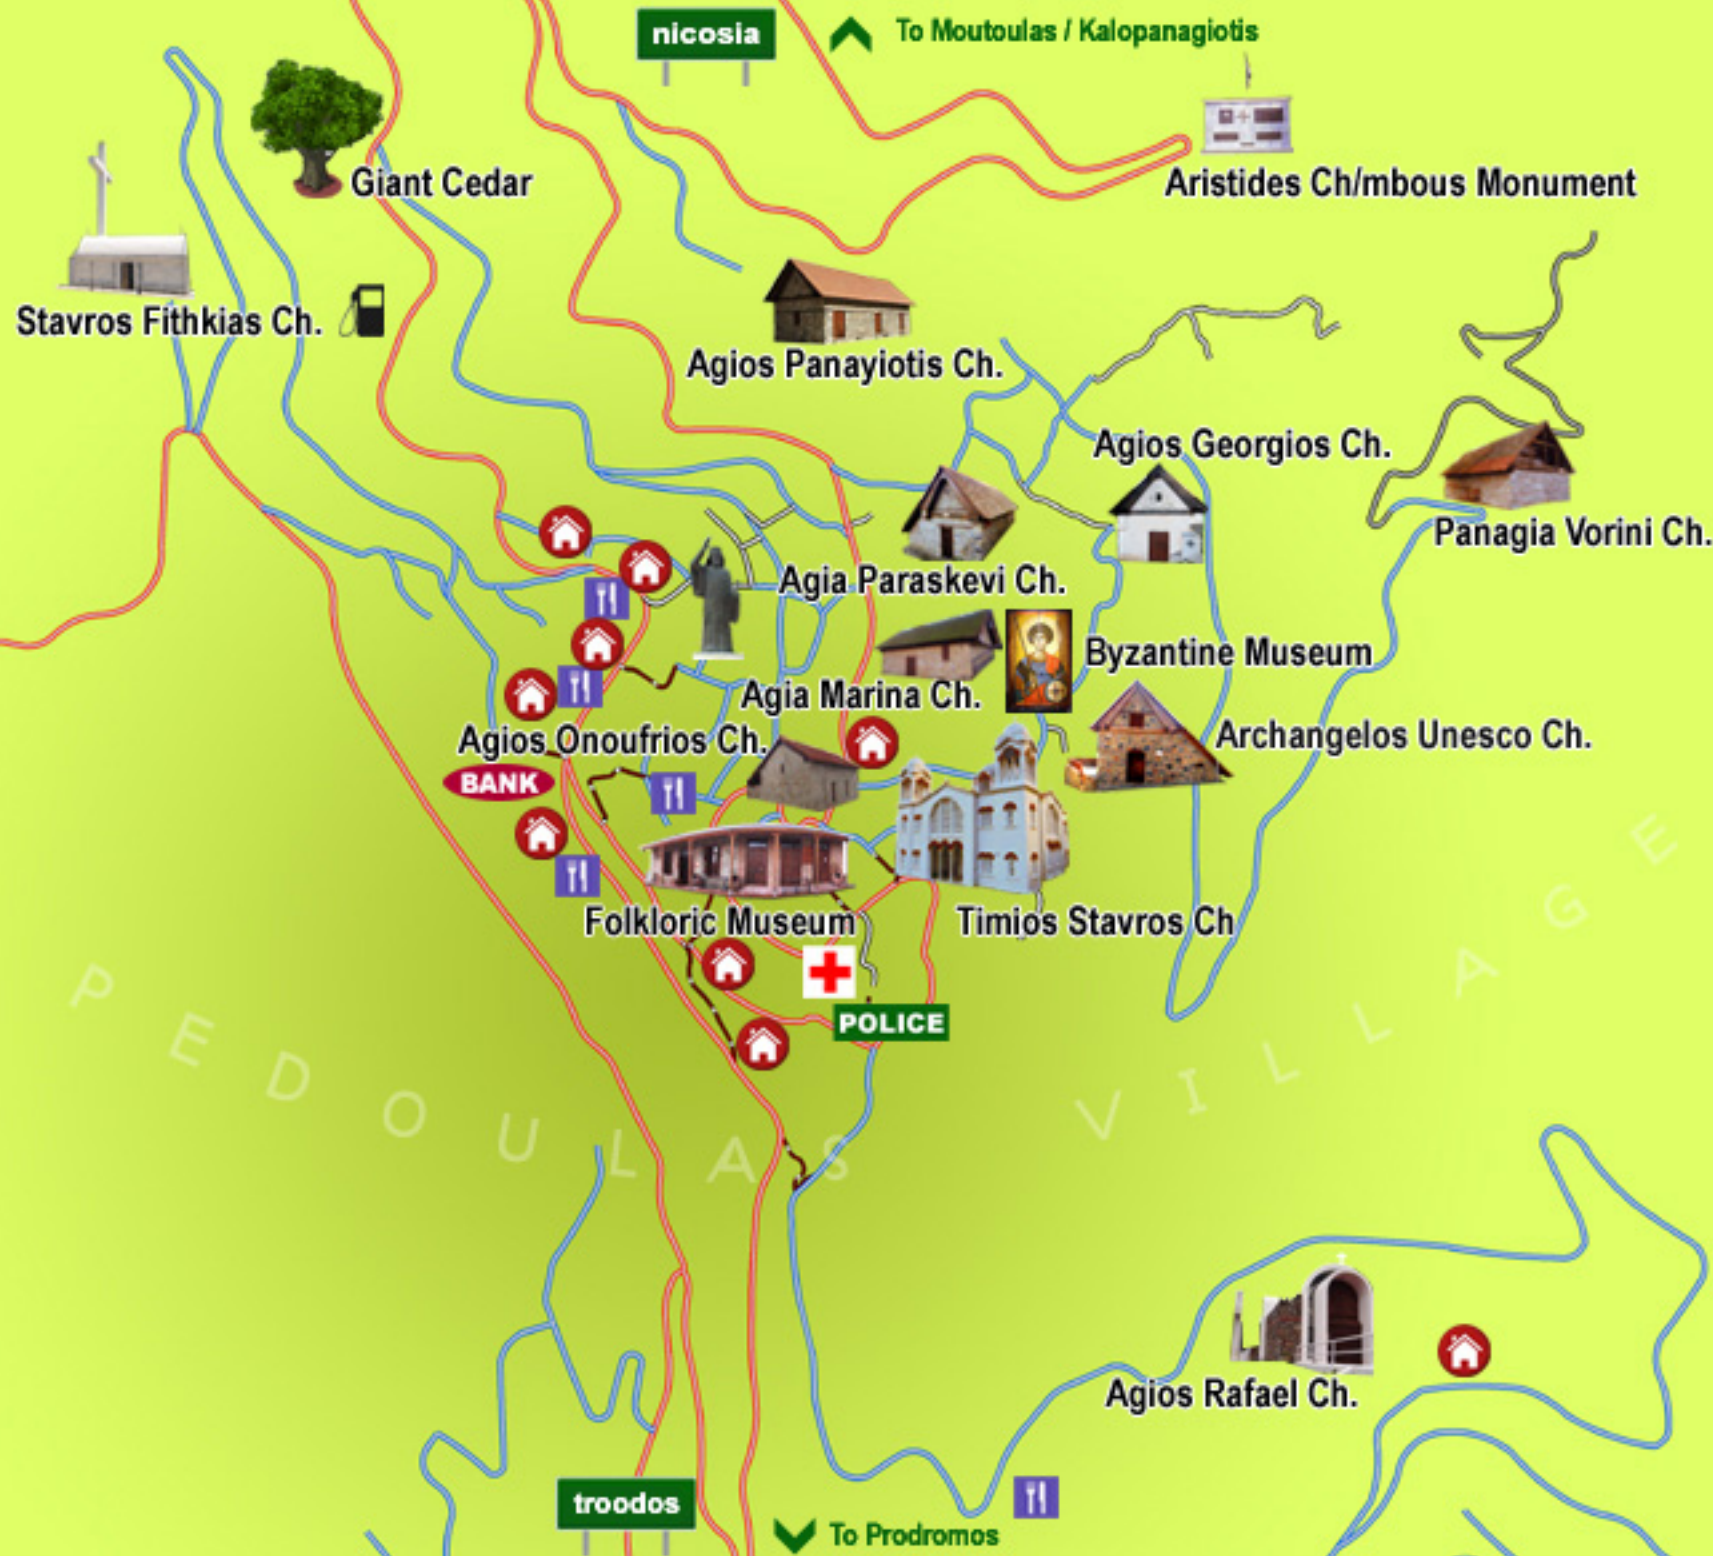 nicosia
To Moutoulas / Kalopanagiotis
Giant Cedar
Aristides Ch/mbous Monument
Stavros Fithkias Ch.
Agios Panayiotis Ch.
Agios Georgios Ch.
Panagia Vorini Ch.
Agia Paraskevi Ch.
Byzantine Museum
Agia Marina Ch.
Agios Onoufrios Ch.
Archangelos Unesco Ch.
BANK
Folkloric Museum
Timios Stavros Ch
POLICE
PEDOULAS VILLAGE
Agios Rafael Ch.
troodos
To Prodromos